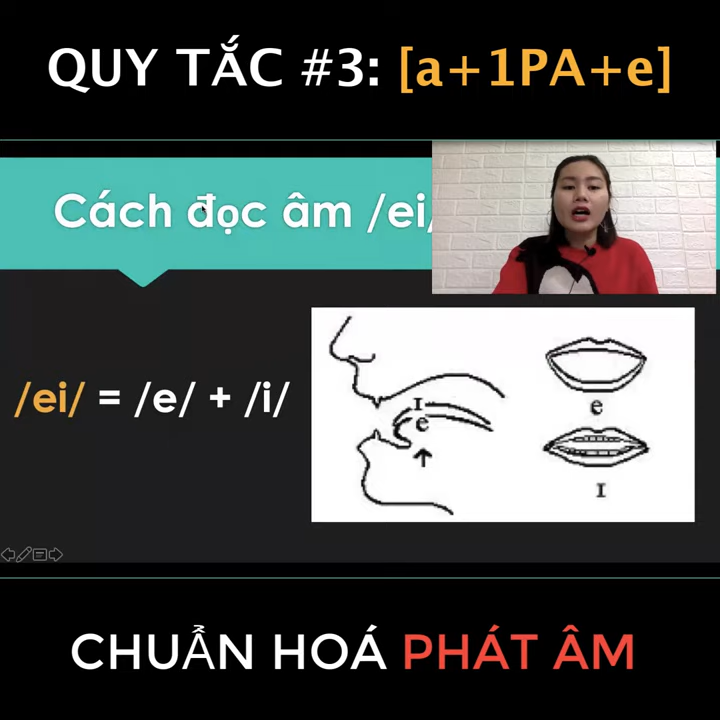 QUY TẮC #3: [a+1PA+e]
Cách đọc âm /ei/
/ei/ = /e/ + /i/
I
e
e
I
CHUẨN HOÁ PHÁT ÂM